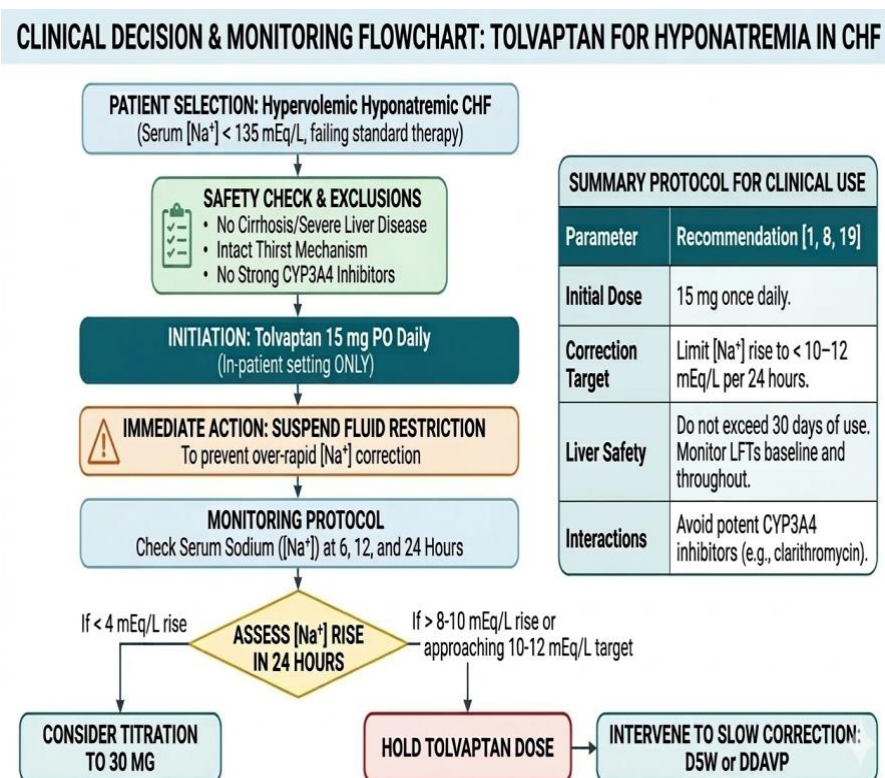 CLINICAL DECISION & MONITORING FLOWCHART: TOLVAPTAN FOR HYPONATREMIA IN CHF
PATIENT SELECTION: Hypervolemic Hyponatremic CHF
(Serum [Na⁺] < 135 mEq/L, failing standard therapy)
SAFETY CHECK & EXCLUSIONS
• No Cirrhosis/Severe Liver Disease
• Intact Thirst Mechanism
• No Strong CYP3A4 Inhibitors
INITIATION: Tolvaptan 15 mg PO Daily
(In-patient setting ONLY)
IMMEDIATE ACTION: SUSPEND FLUID RESTRICTION
To prevent over-rapid [Na⁺] correction
MONITORING PROTOCOL
Check Serum Sodium ([Na⁺]) at 6, 12, and 24 Hours
If < 4 mEq/L rise
ASSESS [Na⁺] RISE
IN 24 HOURS
If > 8-10 mEq/L rise or
approaching 10-12 mEq/L target
CONSIDER TITRATION
TO 30 MG
HOLD TOLVAPTAN DOSE
INTERVENE TO SLOW CORRECTION:
D5W or DDAVP
SUMMARY PROTOCOL FOR CLINICAL USE
Parameter
Recommendation [1, 8, 19]
Initial Dose
15 mg once daily.
Correction
Target
Limit [Na⁺] rise to < 10–12
mEq/L per 24 hours.
Liver Safety
Do not exceed 30 days of use.
Monitor LFTs baseline and
throughout.
Interactions
Avoid potent CYP3A4
inhibitors (e.g., clarithromycin).